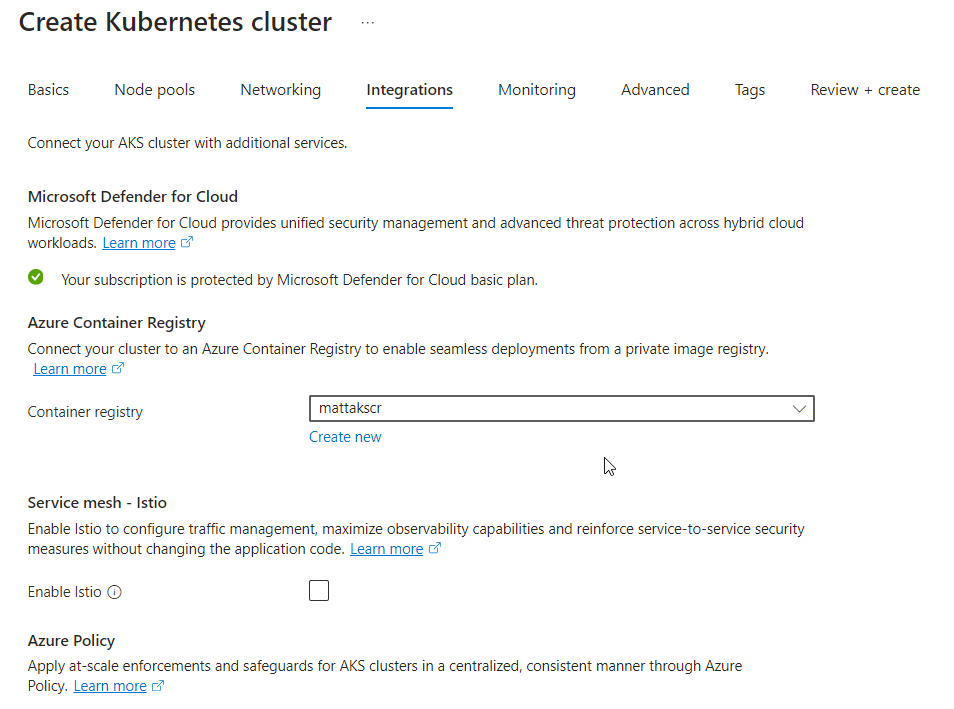 Create Kubernetes cluster ...
Basics Node pools Networking Integrations Monitoring Advanced Tags Review + create
Connect your AKS cluster with additional services.
Microsoft Defender for Cloud
Microsoft Defender for Cloud provides unified security management and advanced threat protection across hybrid cloud
workloads. Learn more
Your subscription is protected by Microsoft Defender for Cloud basic plan.
Azure Container Registry
Connect your cluster to an Azure Container Registry to enable seamless deployments from a private image registry.
Learn more
Container registry mattakscr
Create new
Service mesh - Istio
Enable Istio to configure traffic management, maximize observability capabilities and reinforce service-to-service security
measures without changing the application code. Learn more
Enable Istio
Azure Policy
Apply at-scale enforcements and safeguards for AKS clusters in a centralized, consistent manner through Azure
Policy. Learn more